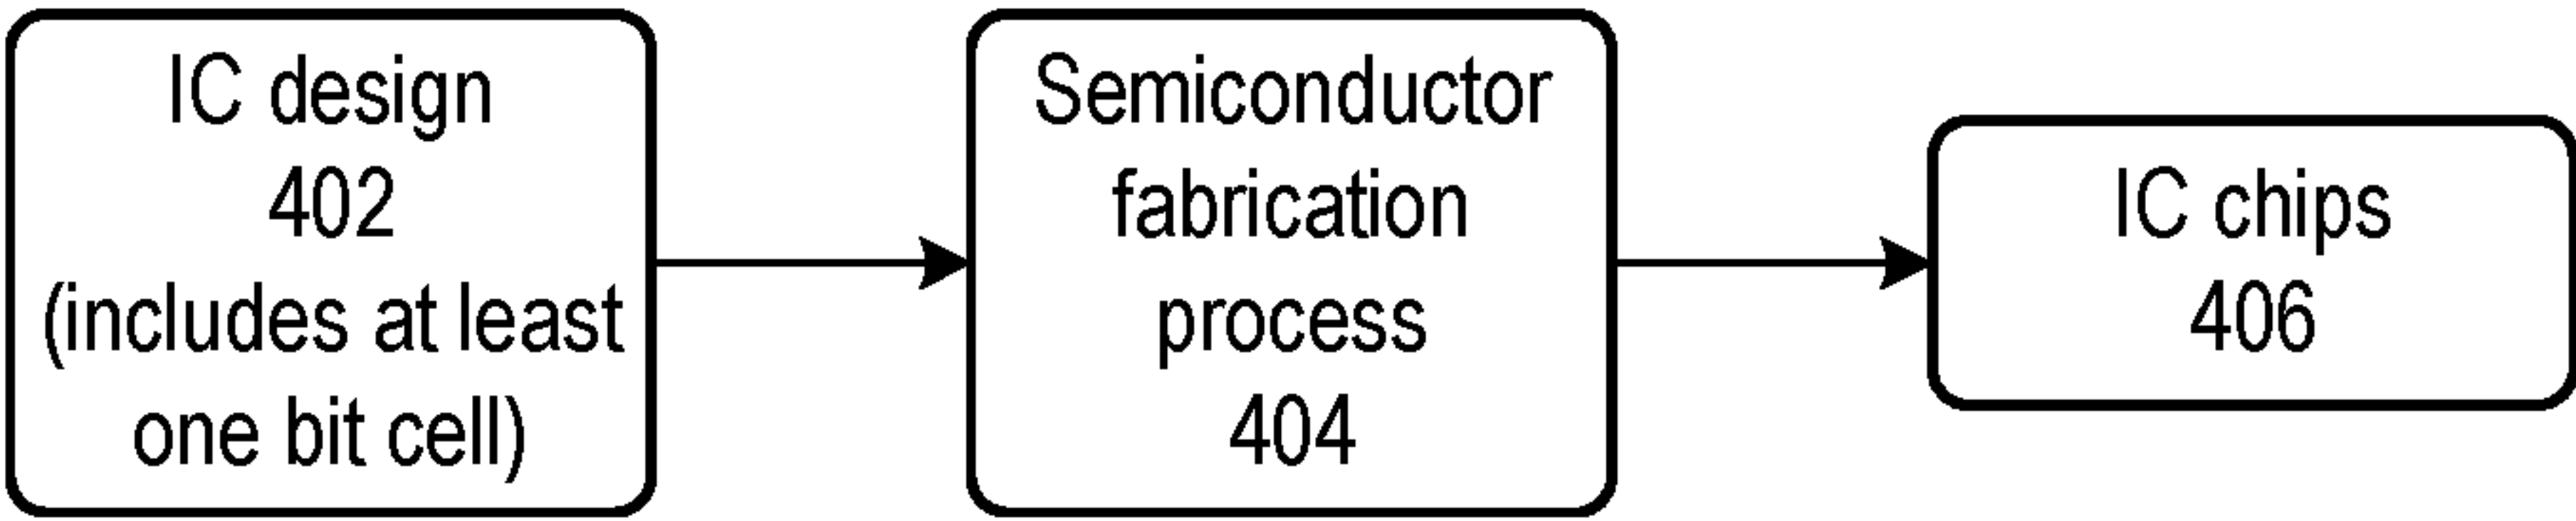 IC design
402
(includes at least
one bit cell)
Semiconductor
fabrication
process
404
IC chips
406